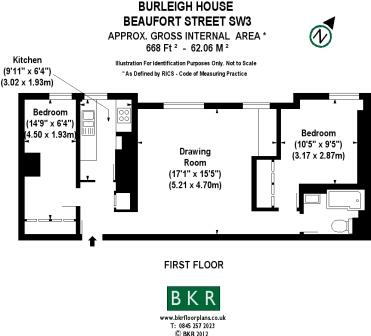 BURLEIGH HOUSE
BEAUFORT STREET SW3
APPROX. GROSS INTERNAL AREA *
668 Ft² - 62.06 M²
Illustration For Identification Purposes Only. Not to Scale
* As Defined by RICS - Code of Measuring Practice
N
Kitchen
(9'11" x 6'4")
(3.02 x 1.93m)
Bedroom
(14'9" x 6'4")
(4.50 x 1.93m)
Drawing
Room
(17'1" x 15'5")
(5.21 x 4.70m)
Bedroom
(10'5" x 9'5")
(3.17 x 2.87m)
FIRST FLOOR
BKR
www.bkrfloorplans.co.uk
T: 0845 257 2023
© BKR 2012